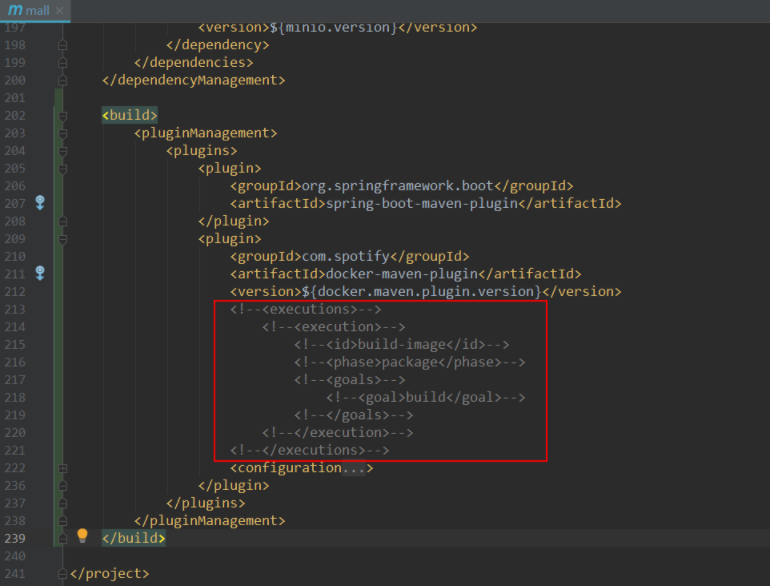 mall
197 <version>${minio.version}</version>
198 </dependency>
199 </dependencies>
200 </dependencyManagement>
201
202 <build>
203 <pluginManagement>
204 <plugins>
205 <plugin>
206 <groupId>org.springframework.boot</groupId>
207 <artifactId>spring-boot-maven-plugin</artifactId>
208 </plugin>
209 <plugin>
210 <groupId>com.spotify</groupId>
211 <artifactId>docker-maven-plugin</artifactId>
212 <version>${docker.maven.plugin.version}</version>
213 <!--<executions>-->
214 <!--<execution>-->
215 <!--<id>build-image</id>-->
216 <!--<phase>package</phase>-->
217 <!--<goals>-->
218 <!--<goal>build</goal>-->
219 <!--</goals>-->
220 <!--</execution>-->
221 <!--</executions>-->
222 <configuration...>
236 </plugin>
237 </plugins>
238 </pluginManagement>
239 </build>
240
241 </project>